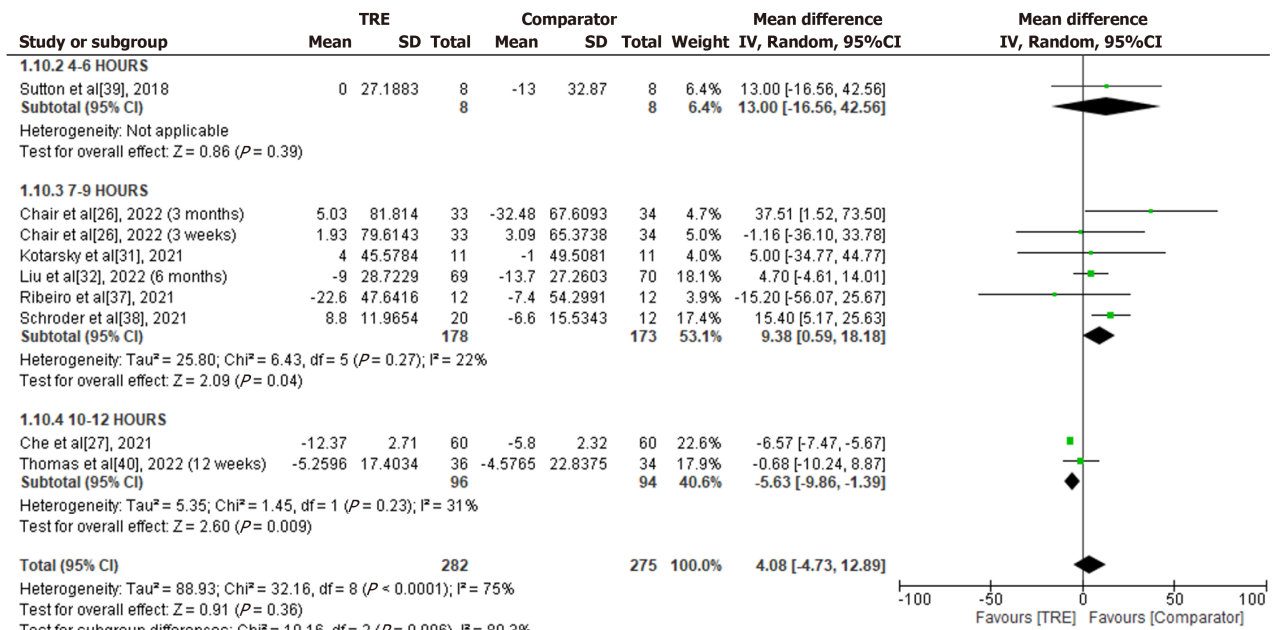 TRE Comparator Mean difference Mean difference
Study or subgroup Mean SD Total Mean SD Total Weight IV, Random, 95%CI IV, Random, 95%CI
1.10.2 4-6 HOURS
Sutton et al[39], 2018 0 27.1883 8 -13 32.87 8 6.4% 13.00 [-16.56, 42.56]
Subtotal (95% CI) 8 8 6.4% 13.00 [-16.56, 42.56]
Heterogeneity: Not applicable
Test for overall effect: Z = 0.86 (P = 0.39)
1.10.3 7-9 HOURS
Chair et al[26], 2022 (3 months) 5.03 81.814 33 -32.48 67.6093 34 4.7% 37.51 [1.52, 73.50]
Chair et al[26], 2022 (3 weeks) 1.93 79.6143 33 3.09 65.3738 34 5.0% -1.16 [-36.10, 33.78]
Kotarsky et al[31], 2021 4 45.5784 11 -1 49.5081 11 4.0% 5.00 [-34.77, 44.77]
Liu et al[32], 2022 (6 months) -9 28.7229 69 -13.7 27.2603 70 18.1% 4.70 [-4.61, 14.01]
Ribeiro et al[37], 2021 -22.6 47.6416 12 -7.4 54.2991 12 3.9% -15.20 [-56.07, 25.67]
Schroder et al[38], 2021 8.8 11.9654 20 -6.6 15.5343 12 17.4% 15.40 [5.17, 25.63]
Subtotal (95% CI) 178 173 53.1% 9.38 [0.59, 18.18]
Heterogeneity: Tau² = 25.80; Chi² = 6.43, df = 5 (P = 0.27); I² = 22%
Test for overall effect: Z = 2.09 (P = 0.04)
1.10.4 10-12 HOURS
Che et al[27], 2021 -12.37 2.71 60 -5.8 2.32 60 22.6% -6.57 [-7.47, -5.67]
Thomas et al[40], 2022 (12 weeks) -5.2596 17.4034 36 -4.5765 22.8375 34 17.9% -0.68 [-10.24, 8.87]
Subtotal (95% CI) 96 94 40.6% -5.63 [-9.86, -1.39]
Heterogeneity: Tau² = 5.35; Chi² = 1.45, df = 1 (P = 0.23); I² = 31%
Test for overall effect: Z = 2.60 (P = 0.009)
Total (95% CI) 282 275 100.0% 4.08 [-4.73, 12.89]
Heterogeneity: Tau² = 88.93; Chi² = 32.16, df = 8 (P < 0.0001); I² = 75%
-100 -50 0 50 100
Test for overall effect: Z = 0.91 (P = 0.36)
Favours [TRE] Favours [Comparator]
Test for subgroup differences: Chi² = 10.16, df = 2 (P = 0.006), I² = 80.3%